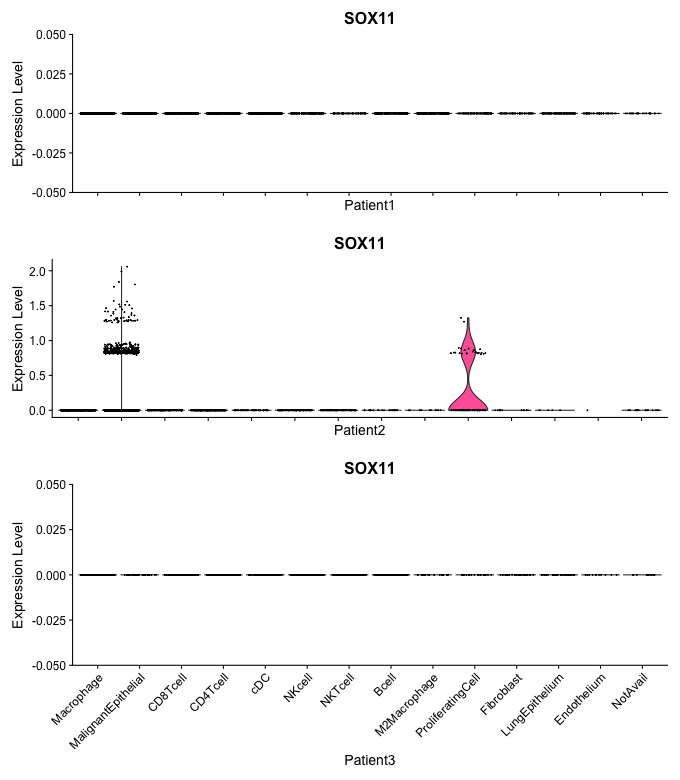 SOX11
Expression Level
0.050
0.025
0.000
-0.025
-0.050
Patient1
SOX11
Expression Level
2.0
1.5
1.0
0.5
0.0
Patient2
SOX11
Expression Level
0.050
0.025
0.000
-0.025
-0.050
Macrophage
MalignantEpithelial
CD8Tcell
CD4Tcell
cDC
NKcell
NKTcell
Bcell
M2Macrophage
ProliferatingCell
Fibroblast
LungEpithelium
Endothelium
NotAvail
Patient3